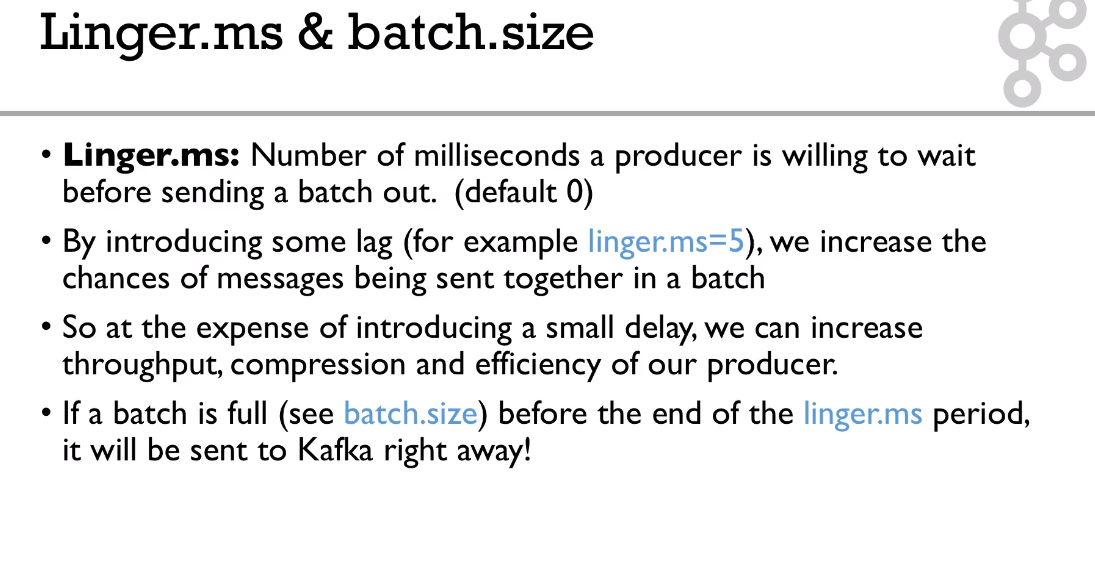 Linger.ms & batch.size
• Linger.ms: Number of milliseconds a producer is willing to wait
before sending a batch out. (default 0)
• By introducing some lag (for example linger.ms=5), we increase the
chances of messages being sent together in a batch
• So at the expense of introducing a small delay, we can increase
throughput, compression and efficiency of our producer.
• If a batch is full (see batch.size) before the end of the linger.ms period,
it will be sent to Kafka right away!